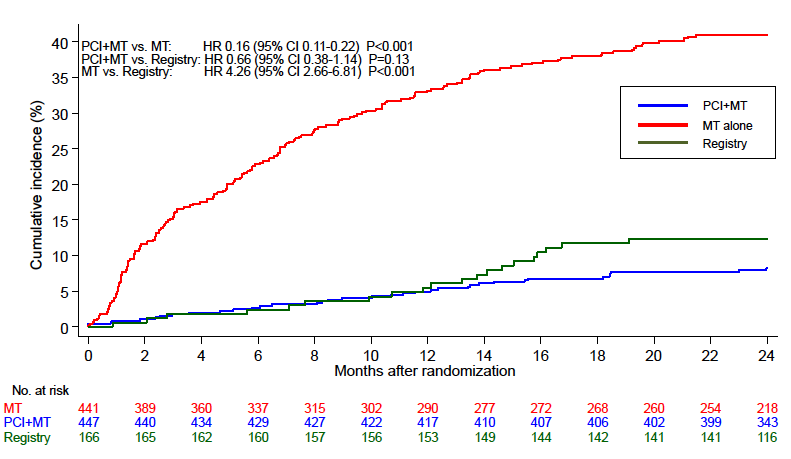 PCI+MT vs. MT: HR 0.16 (95% CI 0.11-0.22) P<0.001
PCI+MT vs. Registry: HR 0.66 (95% CI 0.38-1.14) P=0.13
MT vs. Registry: HR 4.26 (95% CI 2.66-6.81) P<0.001
PCI+MT
MT alone
Registry
Cumulative incidence (%)
40
35
30
25
20
15
10
5
0
0 2 4 6 8 10 12 14 16 18 20 22 24
Months after randomization
No. at risk
MT 441 389 360 337 315 302 290 277 272 268 260 254 218
PCI+MT 447 440 434 429 427 422 417 410 407 406 402 399 343
Registry 166 165 162 160 157 156 153 149 144 142 141 141 116